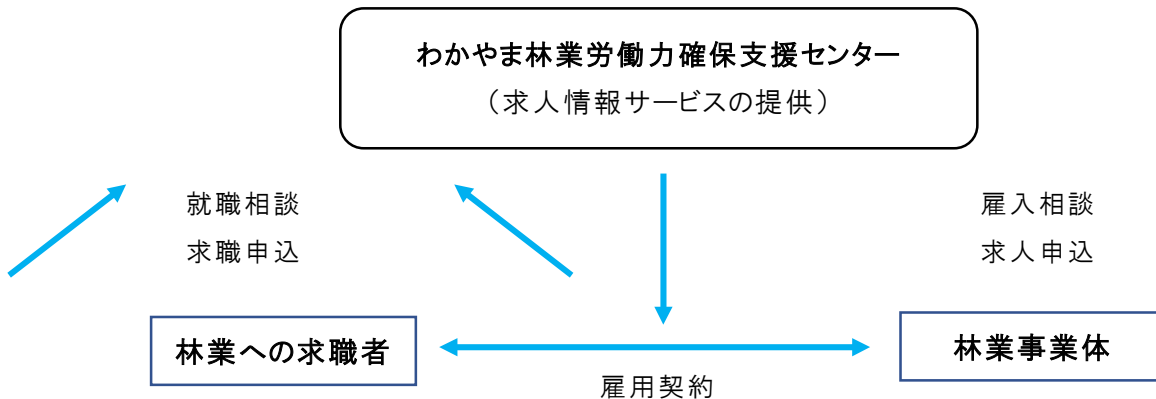 わかやま林業労働力確保支援センター
（求人情報サービスの提供）
就職相談
求職申込
雇入相談
求人申込
林業への求職者
林業事業体
雇用契約